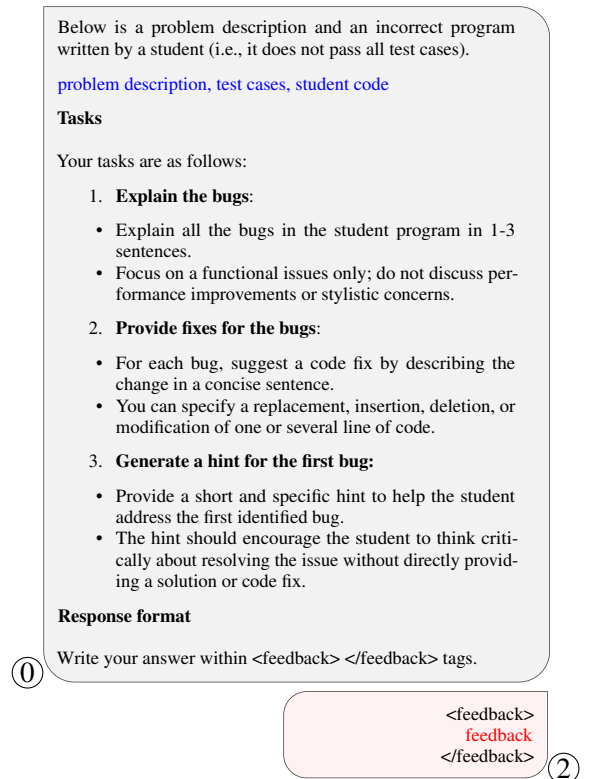 Below is a problem description and an incorrect program
written by a student (i.e., it does not pass all test cases).
problem description, test cases, student code
Tasks
Your tasks are as follows:
1. Explain the bugs:
• Explain all the bugs in the student program in 1-3
sentences.
• Focus on a functional issues only; do not discuss per-
formance improvements or stylistic concerns.
2. Provide fixes for the bugs:
• For each bug, suggest a code fix by describing the
change in a concise sentence.
• You can specify a replacement, insertion, deletion, or
modification of one or several line of code.
3. Generate a hint for the first bug:
• Provide a short and specific hint to help the student
address the first identified bug.
• The hint should encourage the student to think criti-
cally about resolving the issue without directly provid-
ing a solution or code fix.
Response format
Write your answer within <feedback> </feedback> tags.
0
<feedback>
feedback
</feedback>
2